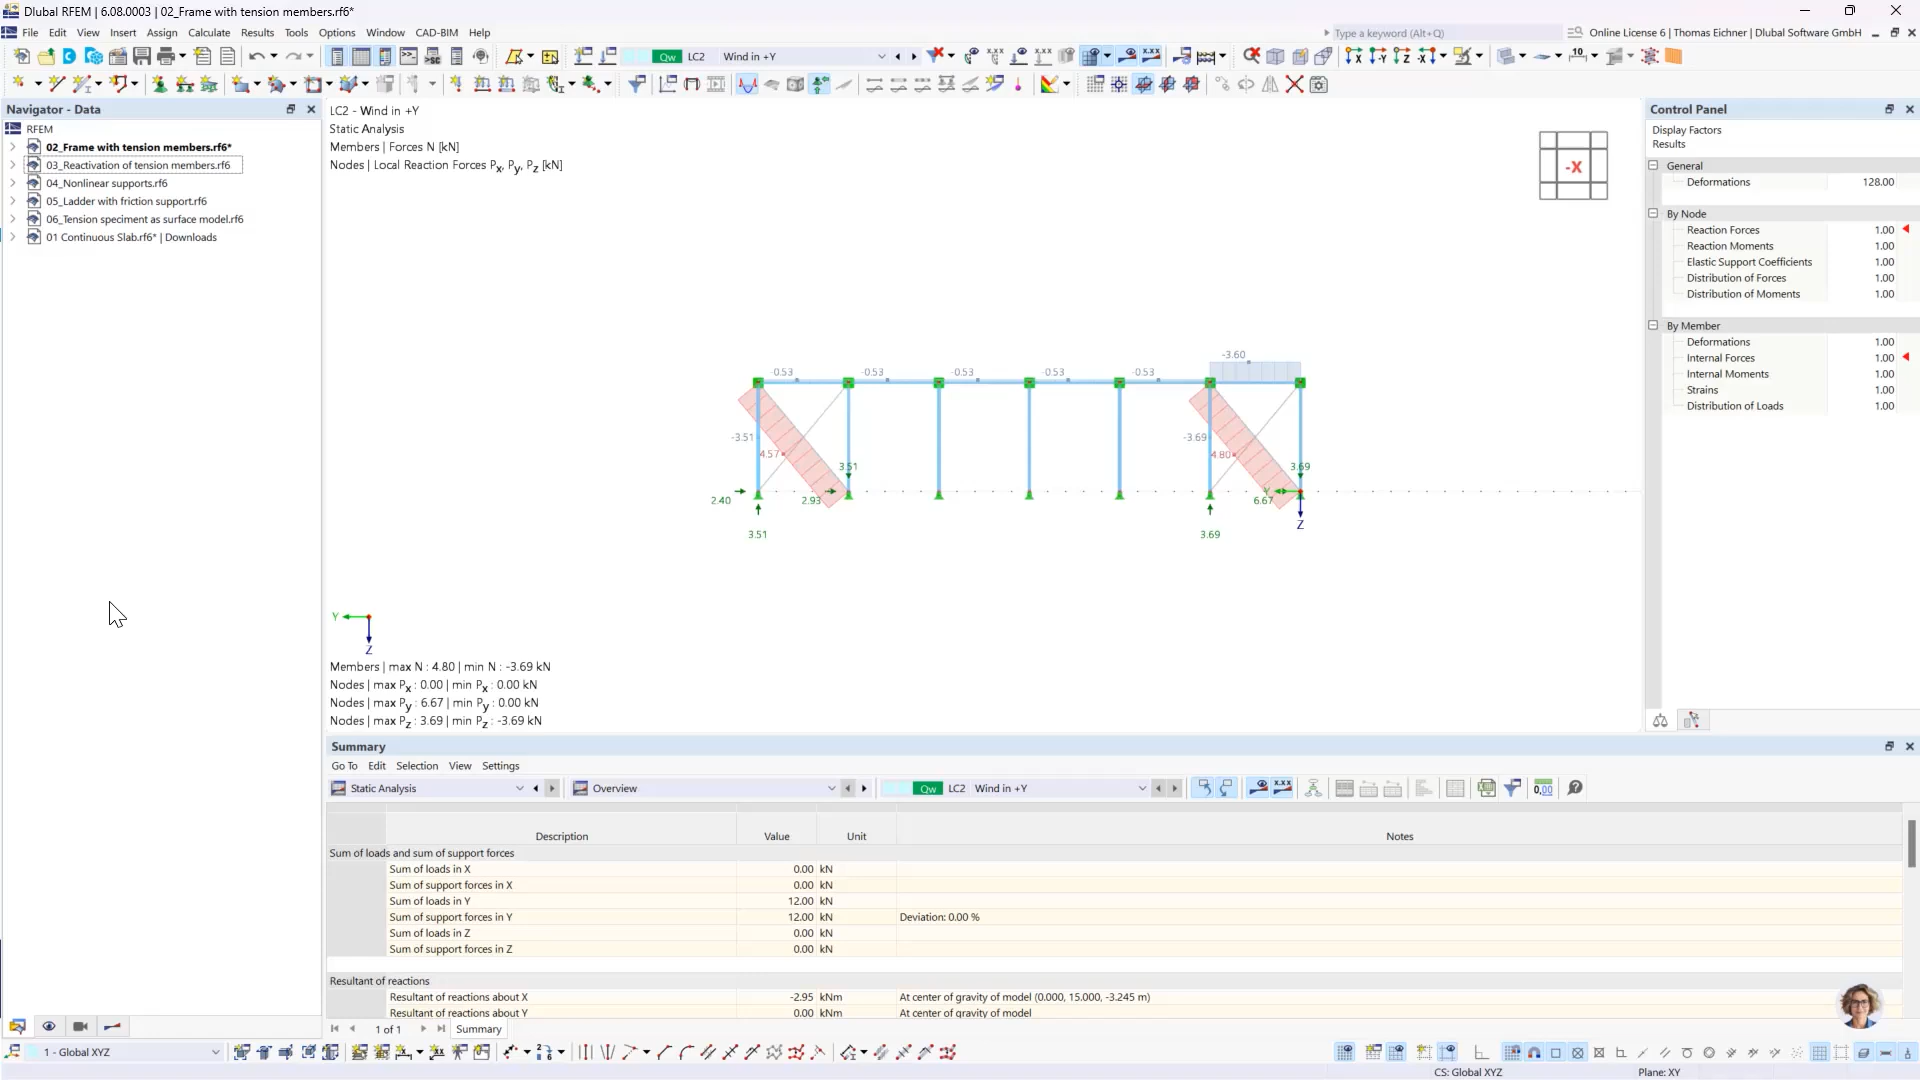 Dlubal RFEM | 6.08.0003 | 02_Frame with tension members.rf6*
File Edit View Insert Assign Calculate Results Tools Options Window CAD-BIM Help
Type a keyword (Alt+Q)
Online License 6 | Thomas Eichner | Dlubal Software GmbH
Qw LC2 Wind in +Y
Navigator - Data
RFEM
02_Frame with tension members.rf6*
03_Reactivation of tension members.rf6
04_Nonlinear supports.rf6
05_Ladder with friction support.rf6
06_Tension speciment as surface model.rf6
01 Continuous Slab.rf6* | Downloads
LC2 - Wind in +Y
Static Analysis
Members | Forces N [kN]
Nodes | Local Reaction Forces Px, Py, Pz [kN]
-X
-3.60
-0.53 -0.53 -0.53 -0.53 -0.53
-3.51 -3.69
4.57 4.80
3.51 3.69
2.40 2.93 6.67
Y
Z
3.51 3.69
Y
Z
Members | max N : 4.80 | min N : -3.69 kN
Nodes | max Px : 0.00 | min Px : 0.00 kN
Nodes | max Py : 6.67 | min Py : 0.00 kN
Nodes | max Pz : 3.69 | min Pz : -3.69 kN
Control Panel
Display Factors
Results
General
Deformations 128.00
By Node
Reaction Forces 1.00
Reaction Moments 1.00
Elastic Support Coefficients 1.00
Distribution of Forces 1.00
Distribution of Moments 1.00
By Member
Deformations 1.00
Internal Forces 1.00
Internal Moments 1.00
Strains 1.00
Distribution of Loads 1.00
Summary
Go To Edit Selection View Settings
Static Analysis Overview Qw LC2 Wind in +Y
Description Value Unit Notes
Sum of loads and sum of support forces
Sum of loads in X 0.00 kN
Sum of support forces in X 0.00 kN
Sum of loads in Y 12.00 kN
Sum of support forces in Y 12.00 kN Deviation: 0.00 %
Sum of loads in Z 0.00 kN
Sum of support forces in Z 0.00 kN
Resultant of reactions
Resultant of reactions about X -2.95 kNm At center of gravity of model (0.000, 15.000, -3.245 m)
Resultant of reactions about Y 0.00 kNm At center of gravity of model
1 of 1 Summary
1 - Global XYZ
CS: Global XYZ Plane: XY